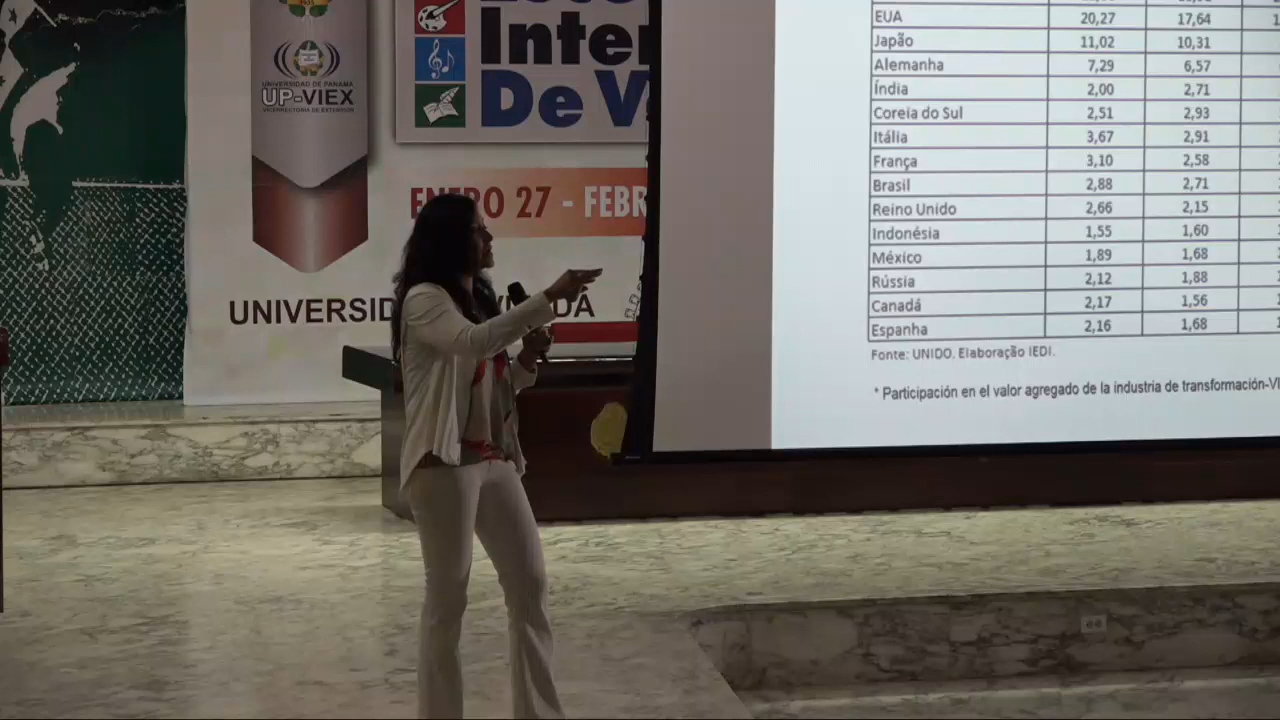 UNIVERSIDAD DE PANAMÁ
UP-VIEX
VICERRECTORÍA DE EXTENSIÓN
Inter
De V
ENERO 27 - FEBR
UNIVERSID
EUA 20,27 17,64
Japão 11,02 10,31
Alemanha 7,29 6,57
Índia 2,00 2,71
Coreia do Sul 2,51 2,93
Itália 3,67 2,91
França 3,10 2,58
Brasil 2,88 2,71
Reino Unido 2,66 2,15
Indonésia 1,55 1,60
México 1,89 1,68
Rússia 2,12 1,88
Canadá 2,17 1,56
Espanha 2,16 1,68
Fonte: UNIDO. Elaboração IEDI.
* Participación en el valor agregado de la industria de transformación-VI